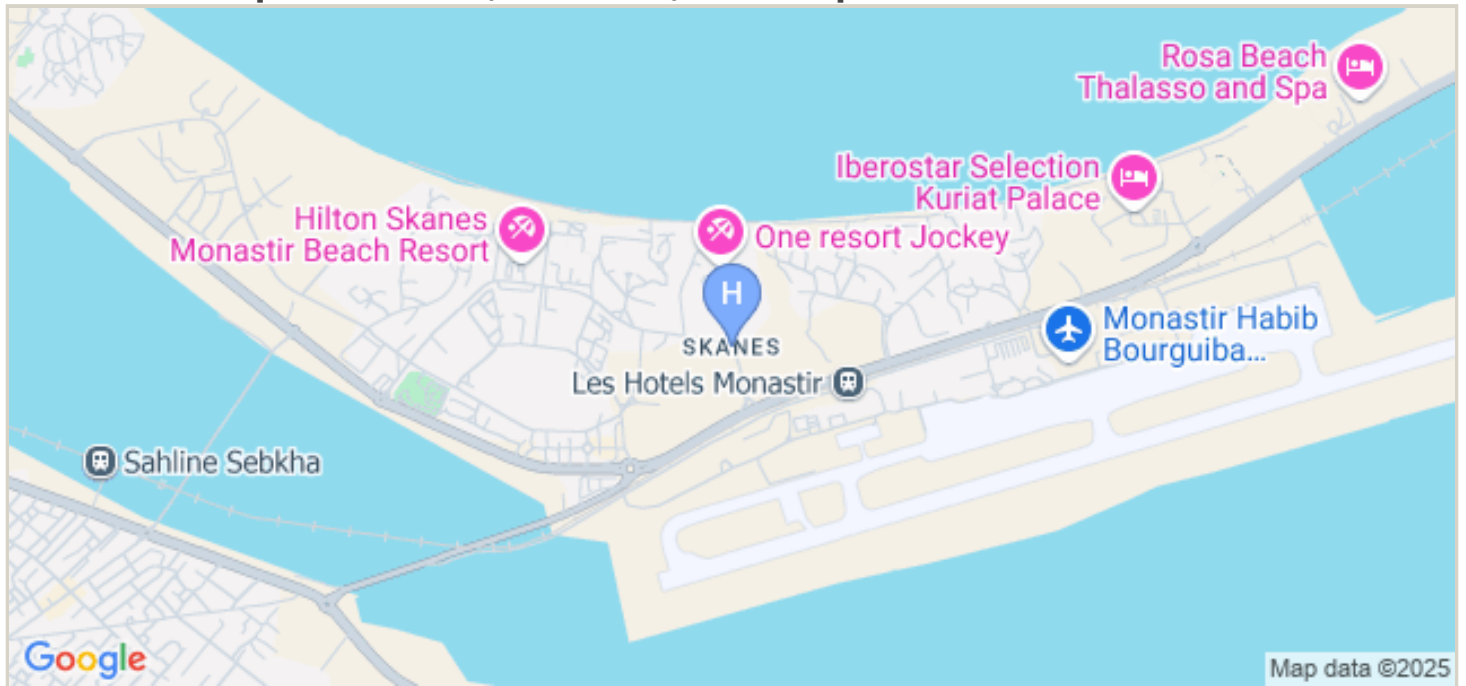 Rosa Beach
Thalasso and Spa
Iberostar Selection
Kuriat Palace
Hilton Skanes
Monastir Beach Resort
One resort Jockey
H
Monastir Habib
Bourguiba...
SKANES
Les Hotels Monastir
Sahline Sebkha
Google
Map data ©2025